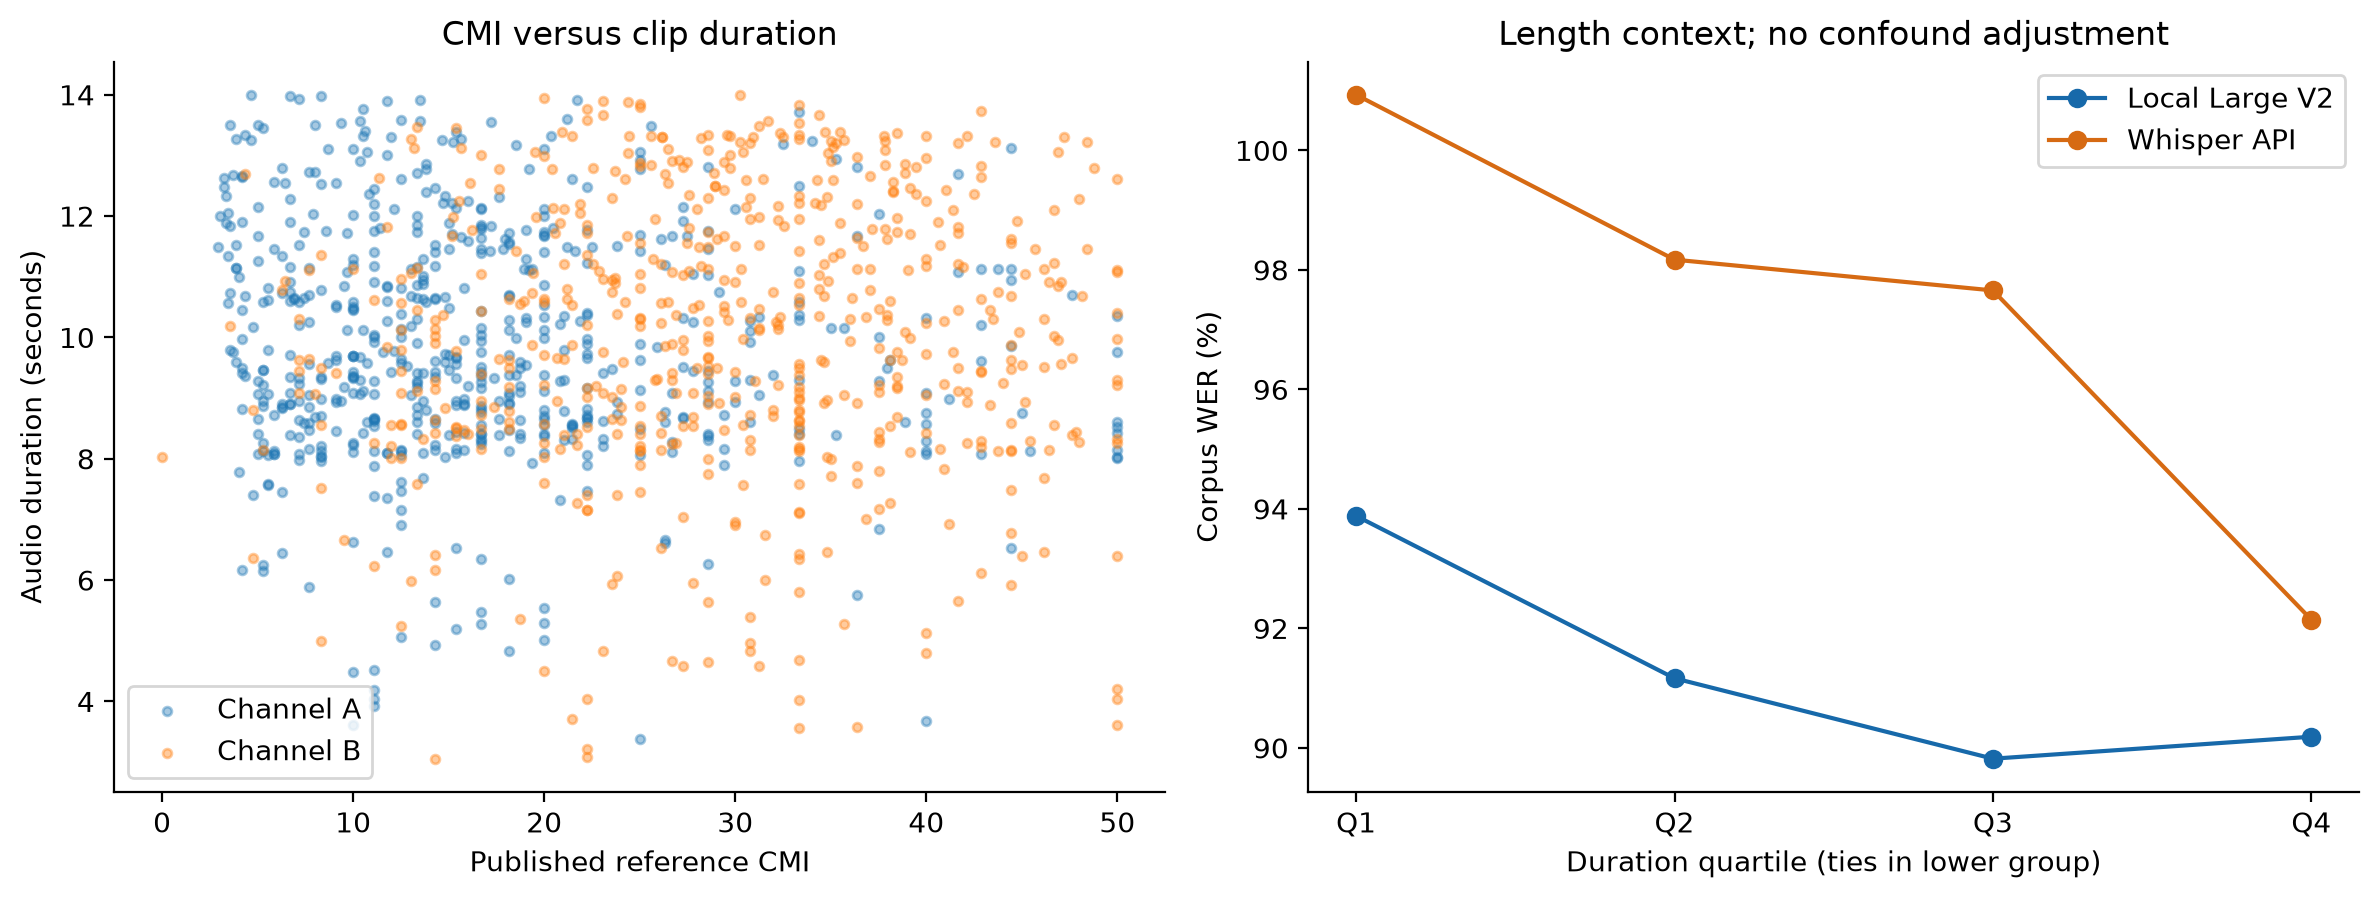 CMI versus clip duration
Audio duration (seconds)
14
12
10
8
6
4
Channel A
Channel B
0 10 20 30 40 50
Published reference CMI
Length context; no confound adjustment
Corpus WER (%)
100
98
96
94
92
90
Local Large V2
Whisper API
Q1 Q2 Q3 Q4
Duration quartile (ties in lower group)